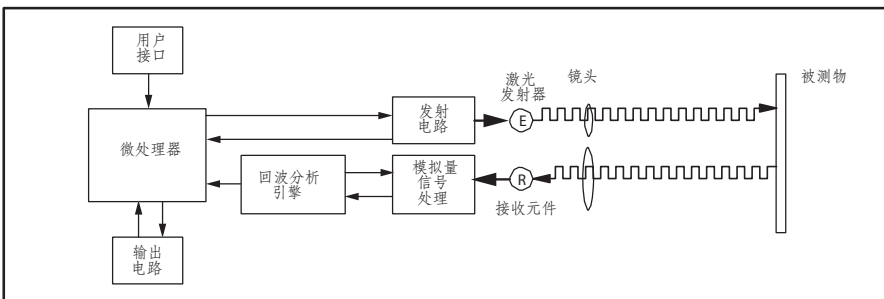 用户
接口
微处理器
输出
电路
回波分析
引擎
发射
电路
模拟量
信号
处理
激光
发射器
E
镜头
被测物
R
接收元件